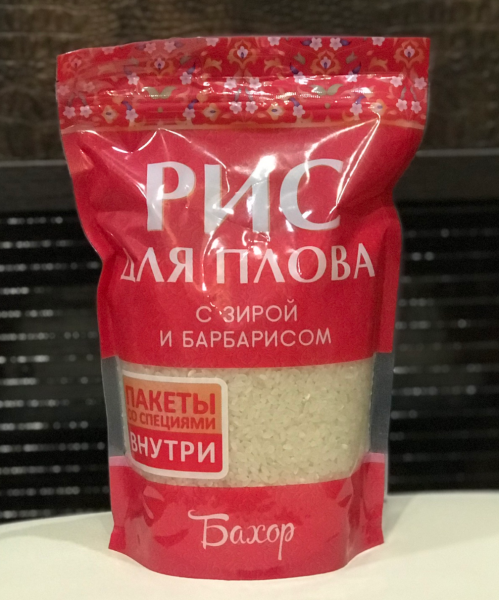 РИС
ДЛЯ ПЛОВА
С ЗИРОЙ
И БАРБАРИСОМ
ПАКЕТЫ
СО СПЕЦИЯМИ
ВНУТРИ
Бахор